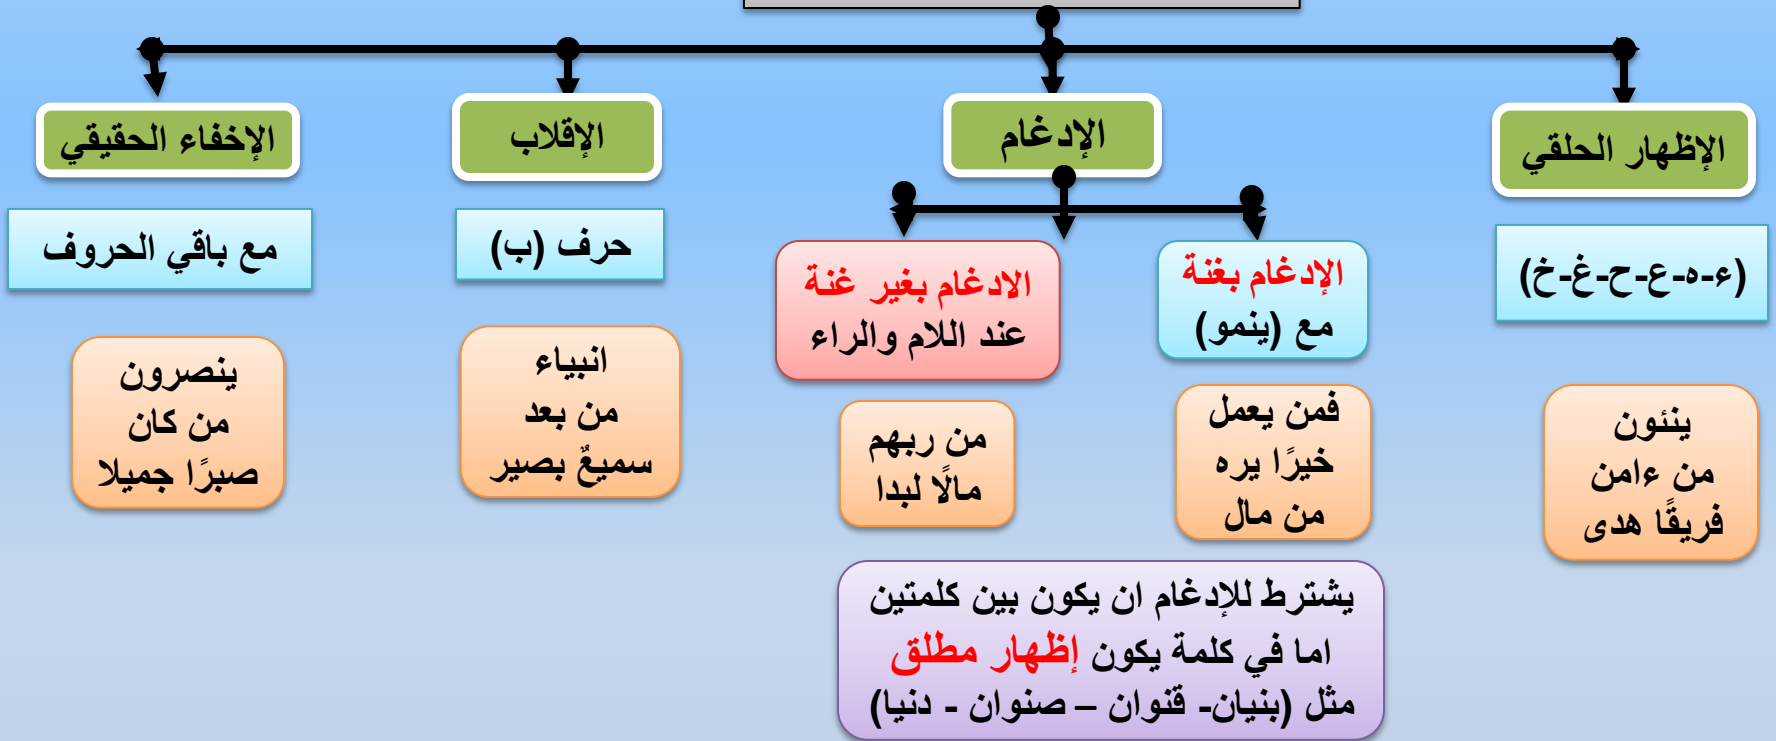 الإظهار الحلقي
(ء-ه-ع-ح-غ-خ)
ينئون
من ءامن
فريقًا هدى
الإدغام
الإدغام بغنة
مع (ينمو)
فمن يعمل
خيرًا يره
من مال
الادغام بغير غنة
عند اللام والراء
من ربهم
مالًا لبدا
يشترط للإدغام ان يكون بين كلمتين
اما في كلمة يكون إظهار مطلق
مثل (بنيان- قنوان – صنوان - دنيا)
الإقلاب
حرف (ب)
انبياء
من بعد
سميعٌ بصير
الإخفاء الحقيقي
مع باقي الحروف
ينصرون
من كان
صبرًا جميلا